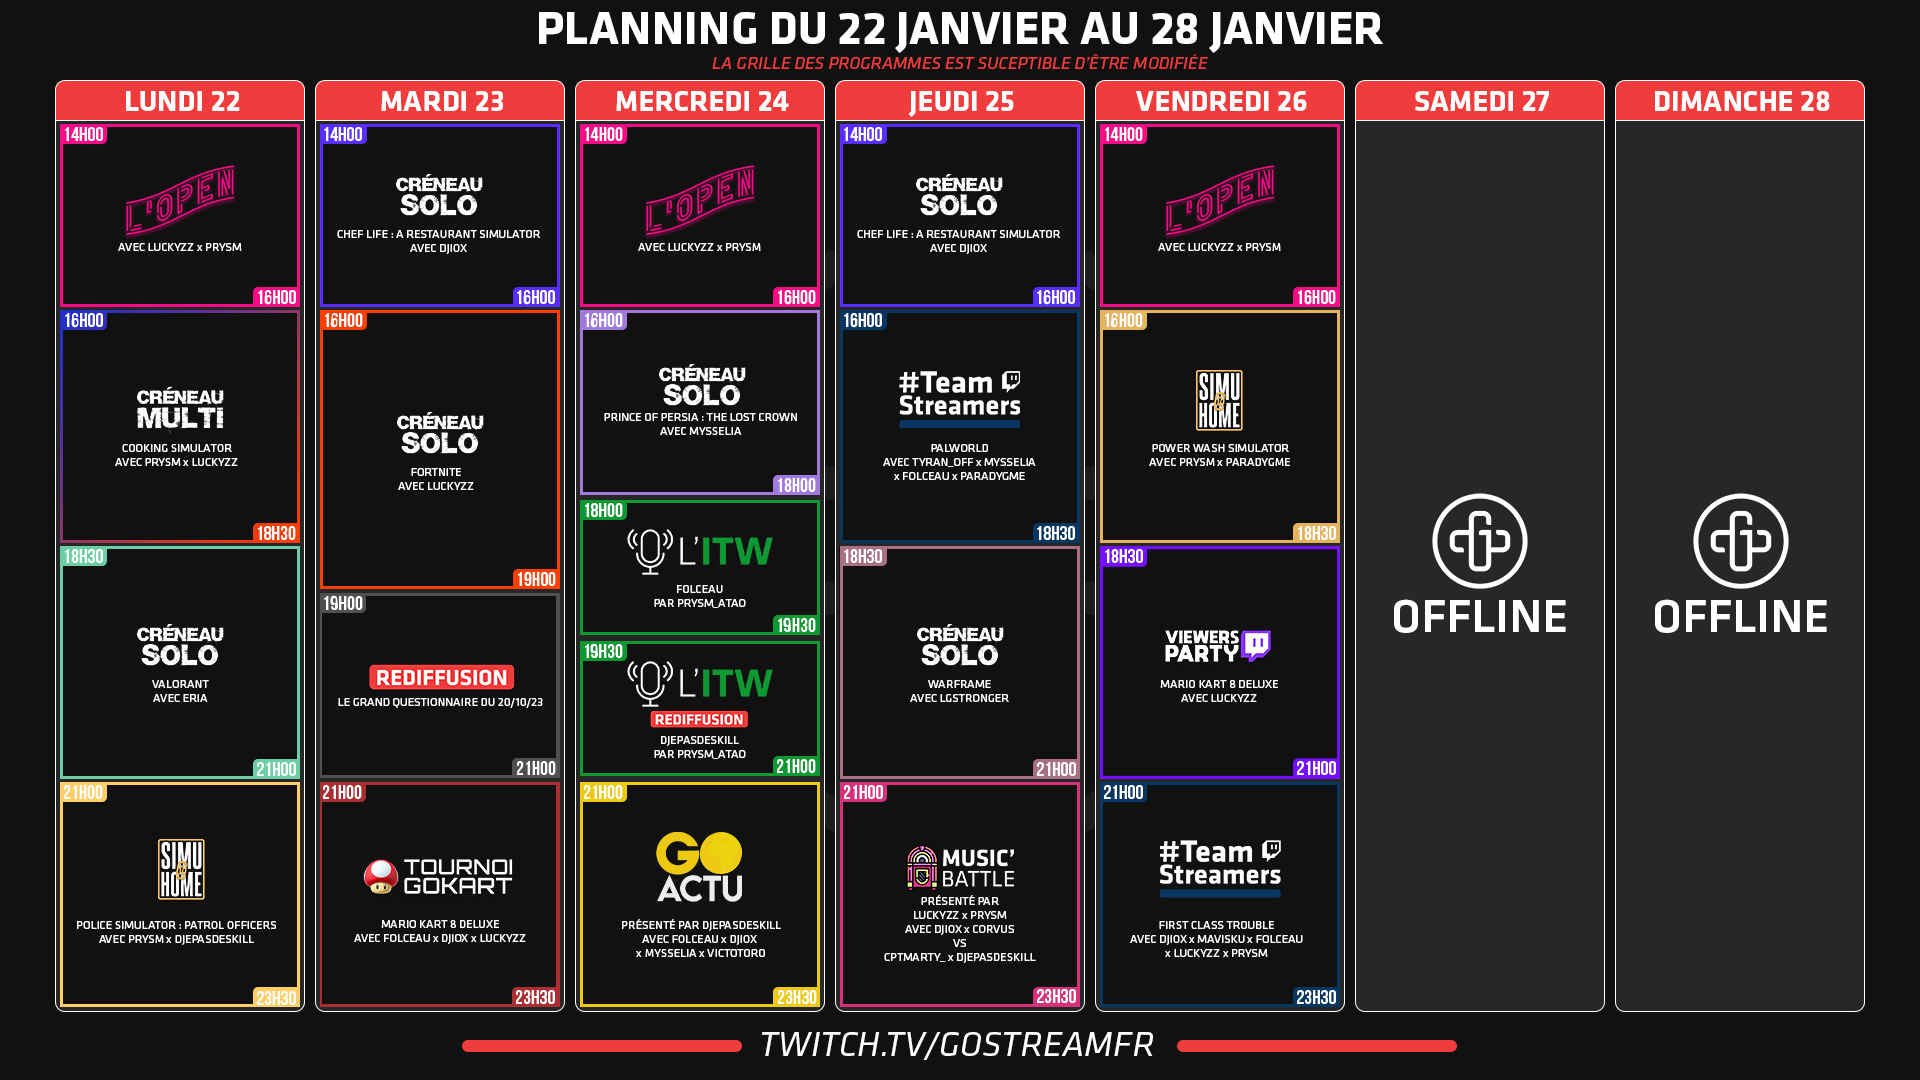 PLANNING DU 22 JANVIER AU 28 JANVIER
LA GRILLE DES PROGRAMMES EST SUCEPTIBLE D'ÊTRE MODIFIÉE
LUNDI 22
14H00
L'OPEN
AVEC LUCKYZZ x PRYSM
16H00
16H00
CRÉNEAU
MULTI
COOKING SIMULATOR
AVEC PRYSM x LUCKYZZ
18H30
18H30
CRÉNEAU
SOLO
VALORANT
AVEC ERIA
21H00
21H00
SIMU
@
HOME
POLICE SIMULATOR : PATROL OFFICERS
AVEC PRYSM x DJEPASDESKILL
23H30
MARDI 23
14H00
CRÉNEAU
SOLO
CHEF LIFE : A RESTAURANT SIMULATOR
AVEC DJIOX
16H00
16H00
CRÉNEAU
SOLO
FORTNITE
AVEC LUCKYZZ
19H00
19H00
REDIFFUSION
LE GRAND QUESTIONNAIRE DU 20/10/23
21H00
21H00
TOURNOI
GOKART
MARIO KART 8 DELUXE
AVEC FOLCEAU x DJIOX x LUCKYZZ
23H30
MERCREDI 24
14H00
L'OPEN
AVEC LUCKYZZ x PRYSM
16H00
16H00
CRÉNEAU
SOLO
PRINCE OF PERSIA : THE LOST CROWN
AVEC MYSSELIA
18H00
18H00
L'ITW
FOLCEAU
PAR PRYSM_ATAO
19H30
19H30
L'ITW
REDIFFUSION
DJEPASDESKILL
PAR PRYSM_ATAO
21H00
21H00
GO
ACTU
PRÉSENTÉ PAR DJEPASDESKILL
AVEC FOLCEAU x DJIOX
x MYSSELIA x VICTOTORO
23H30
JEUDI 25
14H00
CRÉNEAU
SOLO
CHEF LIFE : A RESTAURANT SIMULATOR
AVEC DJIOX
16H00
16H00
#Team
Streamers
PALWORLD
AVEC TYRAN_OFF x MYSSELIA
x FOLCEAU x PARADYGME
18H30
18H30
CRÉNEAU
SOLO
WARFRAME
AVEC LGSTRONGER
21H00
21H00
MUSIC'
BATTLE
PRÉSENTÉ PAR
LUCKYZZ x PRYSM
AVEC DJIOX x CORVUS
VS
CPTMARTY_ x DJEPASDESKILL
23H30
VENDREDI 26
14H00
L'OPEN
AVEC LUCKYZZ x PRYSM
16H00
16H00
SIMU
@
HOME
POWER WASH SIMULATOR
AVEC PRYSM x PARADYGME
18H30
18H30
VIEWERS
PARTY
MARIO KART 8 DELUXE
AVEC LUCKYZZ
21H00
21H00
#Team
Streamers
FIRST CLASS TROUBLE
AVEC DJIOX x MAVISKU x FOLCEAU
x LUCKYZZ x PRYSM
23H30
SAMEDI 27
OFFLINE
DIMANCHE 28
OFFLINE
TWITCH.TV/GOSTREAMFR